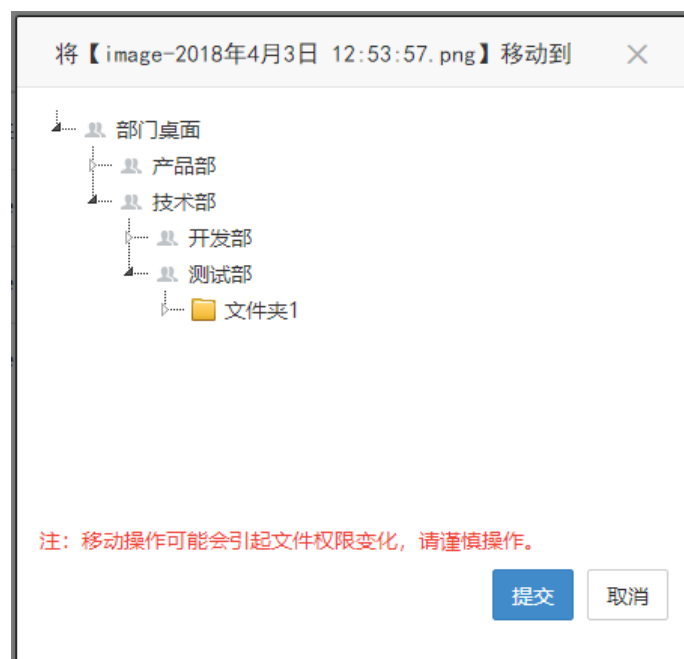 将【image-2018年4月3日 12:53:57.png】移动到
部门桌面
产品部
技术部
开发部
测试部
文件夹1
注：移动操作可能会引起文件权限变化，请谨慎操作。
提交 取消